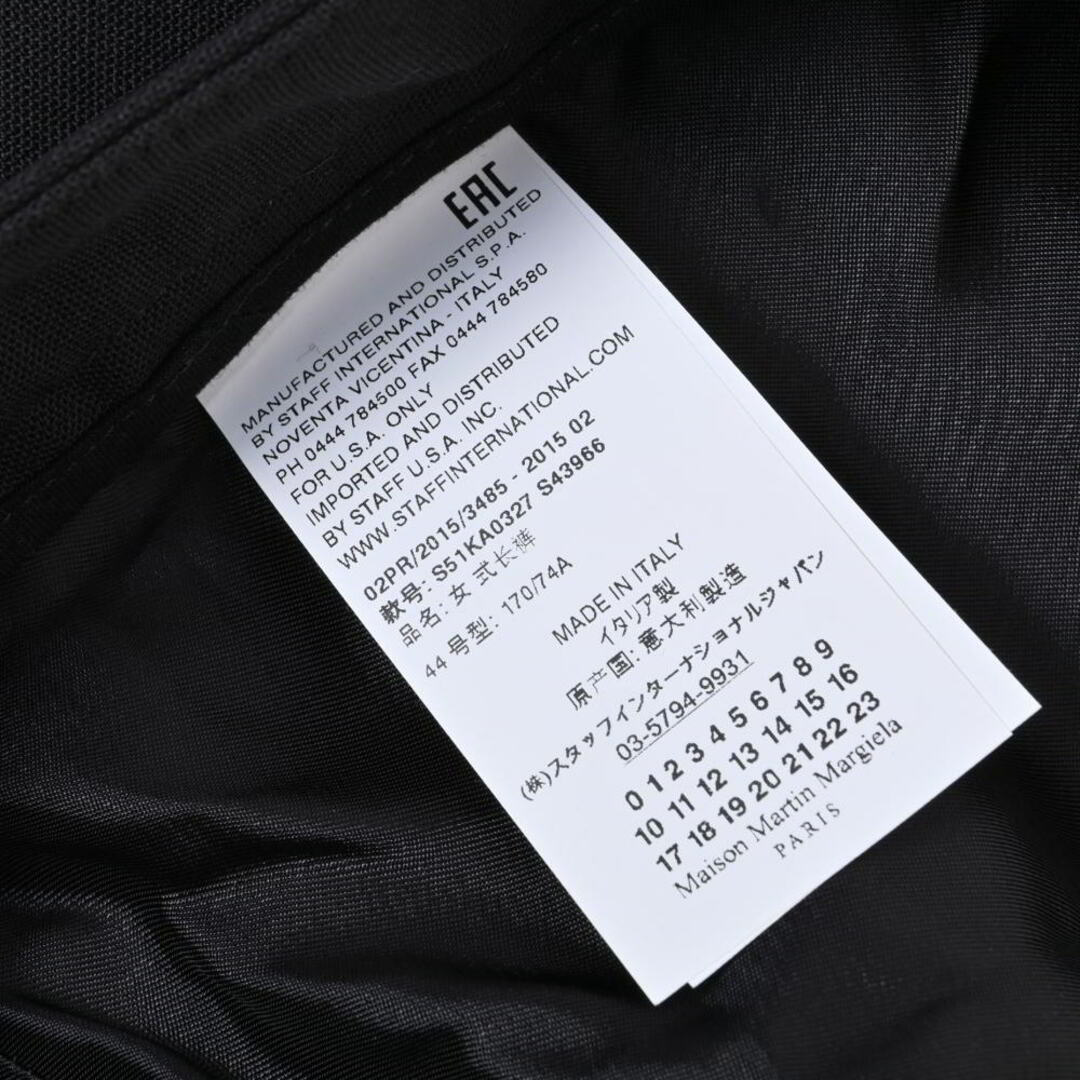 EAC
MANUFACTURED AND DISTRIBUTED
BY STAFF INTERNATIONAL S.P.A.
NOVENTA VICENTINA - ITALY
PH 0444 784500 FAX 0444 784580
FOR U.S.A. ONLY
IMPORTED AND DISTRIBUTED
BY STAFF U.S.A. INC.
WWW.STAFFINTERNATIONAL.COM
02PR/2015/3485 - 2015 02
款号: S51KA0327 S43966
品名: 女式长裤
44 号型: 170/74A
MADE IN ITALY
イタリア製
原产国: 意大利製造
(株)スタッフインターナショナルジャパン
03-5794-9931
0 1 2 3 4 5 6 7 8 9
10 11 12 13 14 15 16
17 18 19 20 21 22 23
Maison Martin Margiela
PARIS